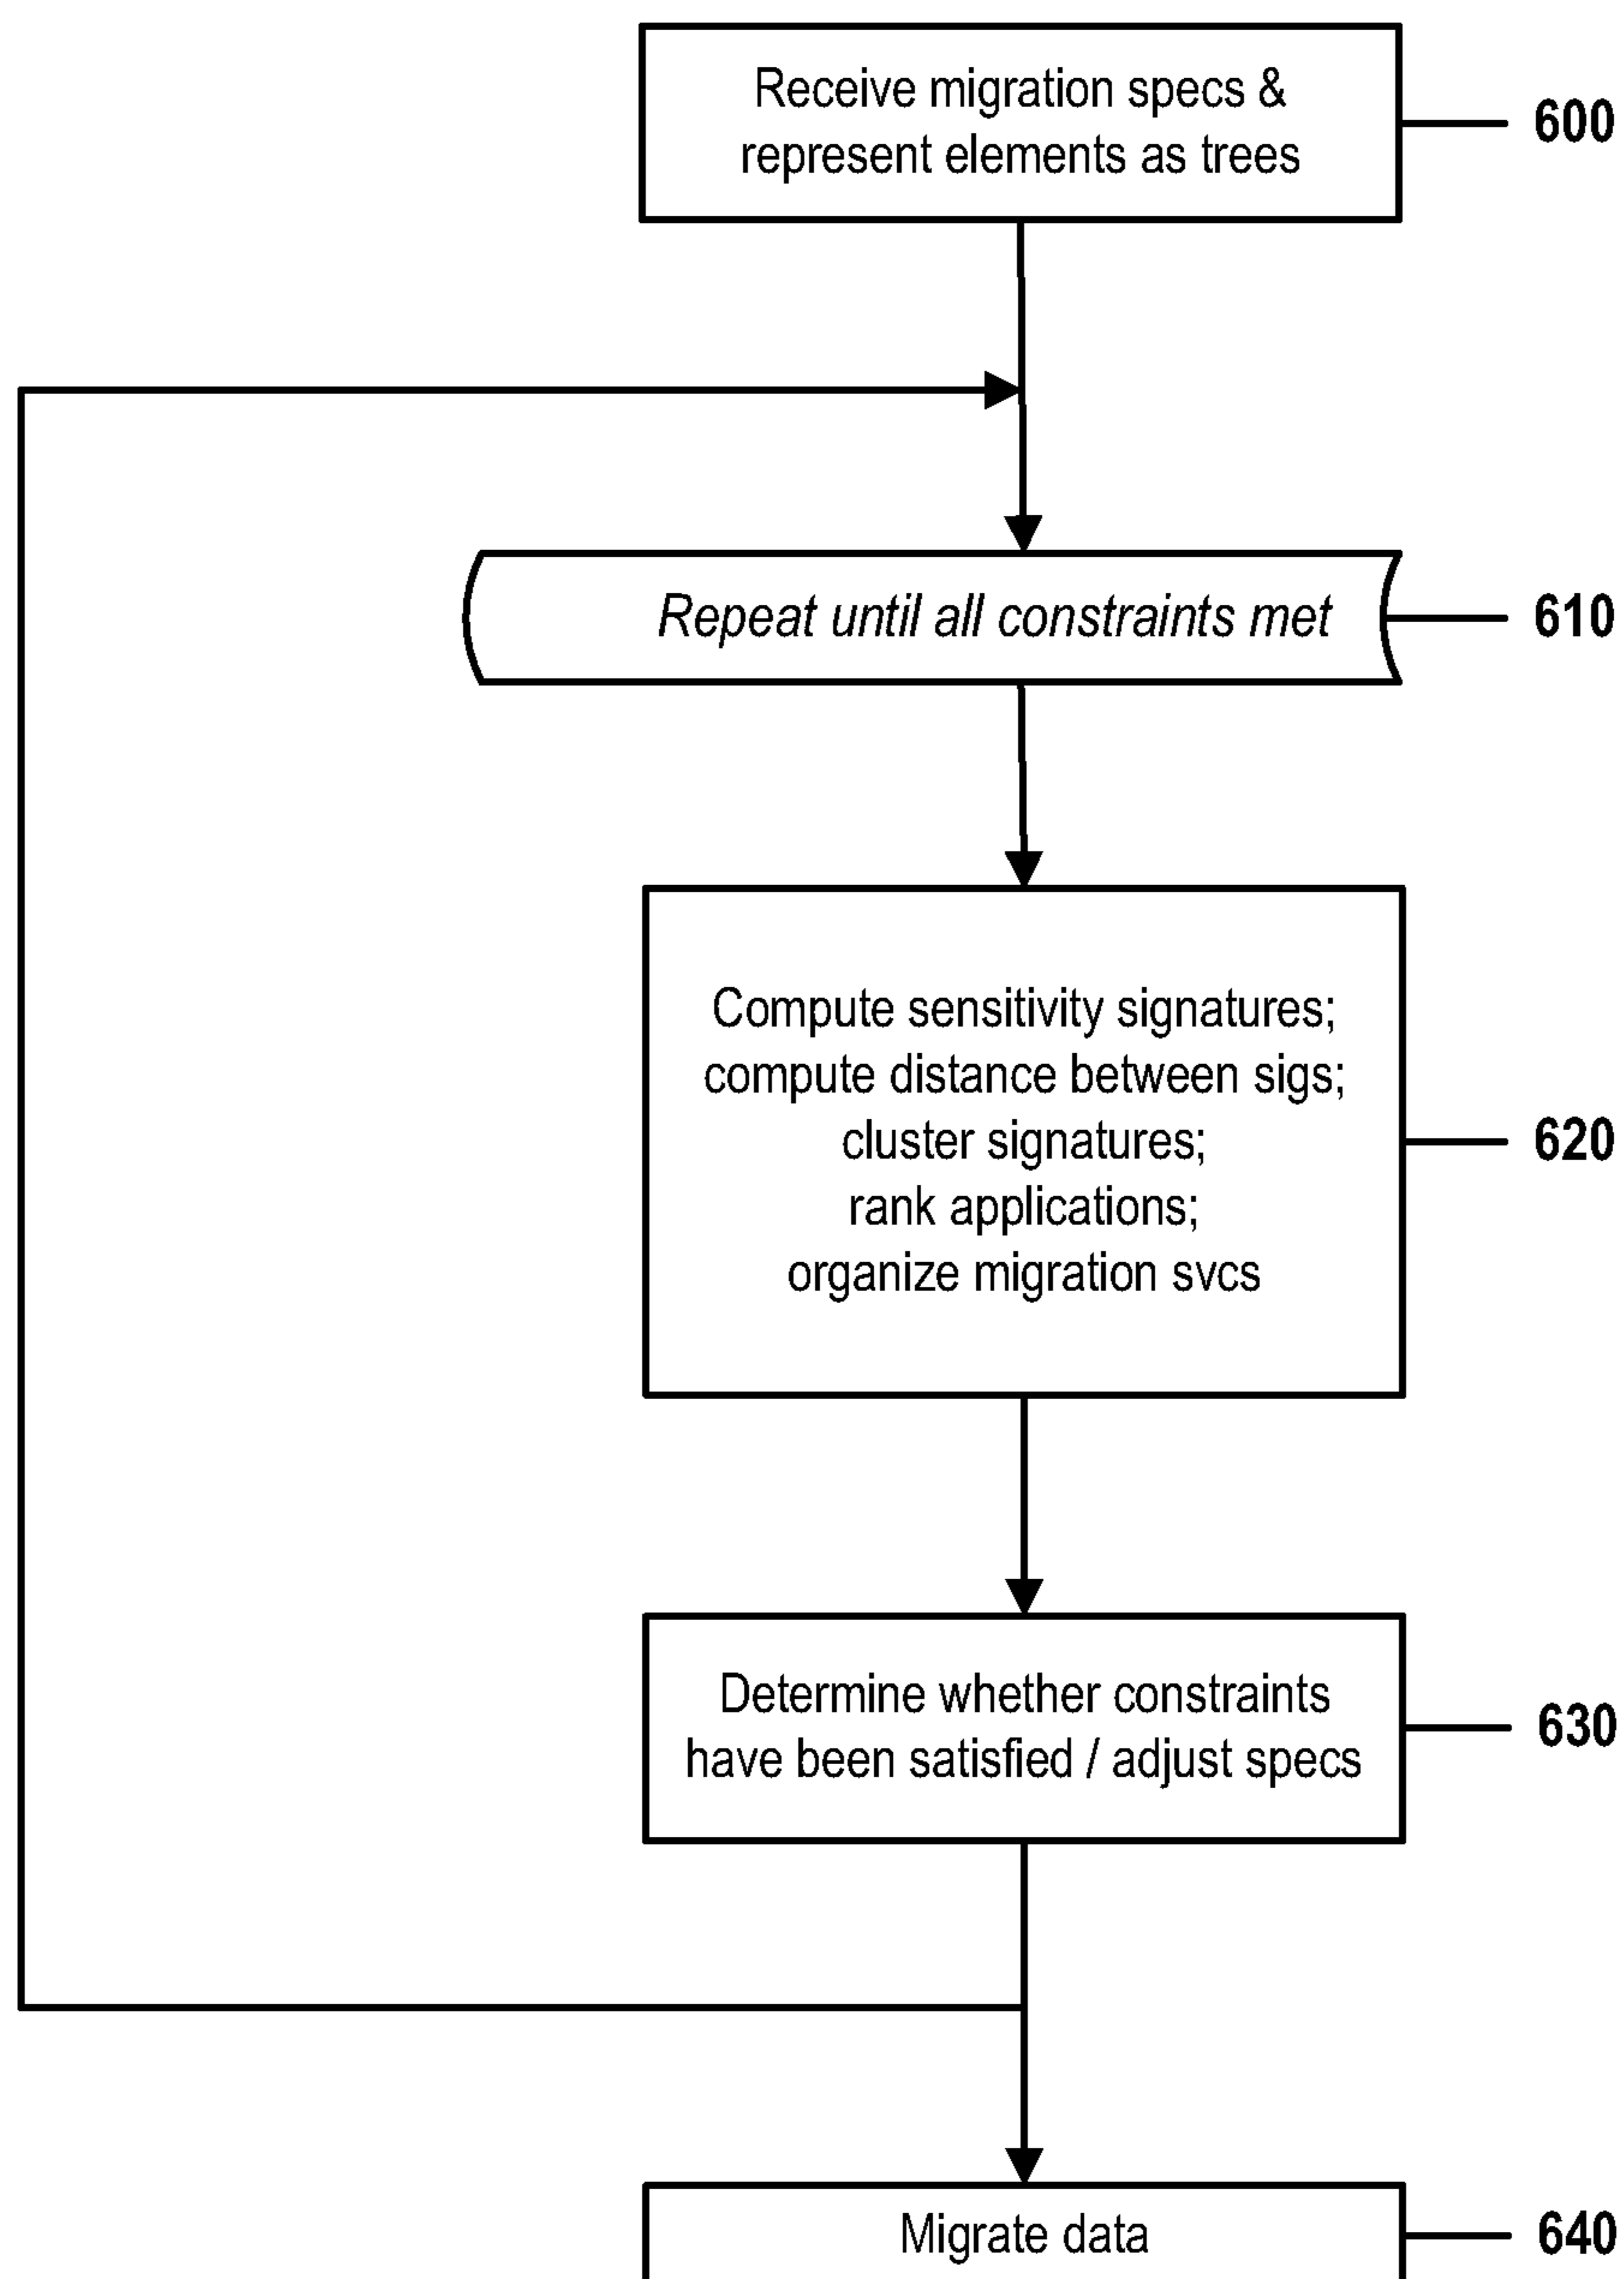 Receive migration specs &
represent elements as trees
600
Repeat until all constraints met
610
Compute sensitivity signatures;
compute distance between sigs;
cluster signatures;
rank applications;
organize migration svcs
620
Determine whether constraints
have been satisfied / adjust specs
630
Migrate data
640